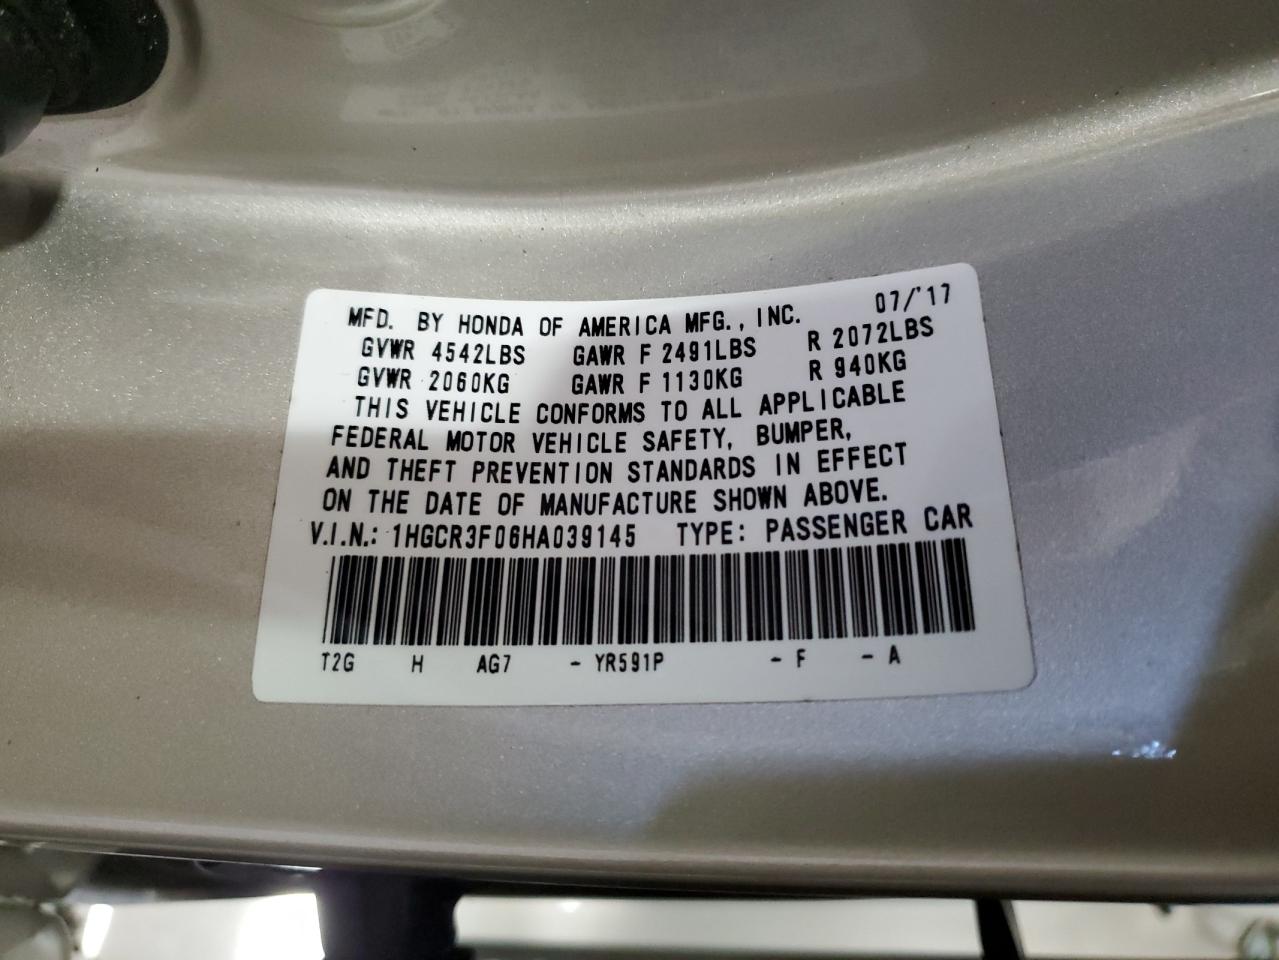 MFD. BY HONDA OF AMERICA MFG., INC. 07/'17
GVWR 4542LBS GAWR F 2491LBS R 2072LBS
GVWR 2060KG GAWR F 1130KG R 940KG
THIS VEHICLE CONFORMS TO ALL APPLICABLE
FEDERAL MOTOR VEHICLE SAFETY, BUMPER,
AND THEFT PREVENTION STANDARDS IN EFFECT
ON THE DATE OF MANUFACTURE SHOWN ABOVE.
V.I.N.: 1HGCR3F06HA039145 TYPE: PASSENGER CAR
T2G H AG7 - YR591P - F - A